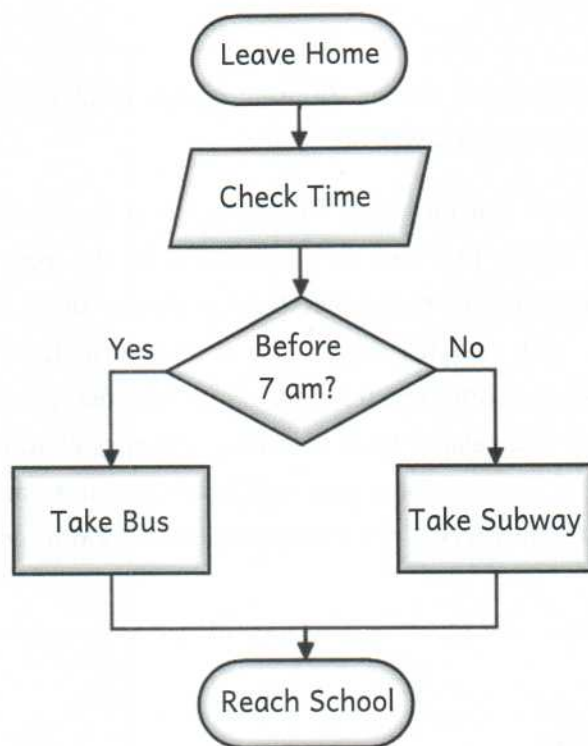 Leave Home
Check Time
Yes
Before
7 am?
No
Take Bus
Take Subway
Reach School